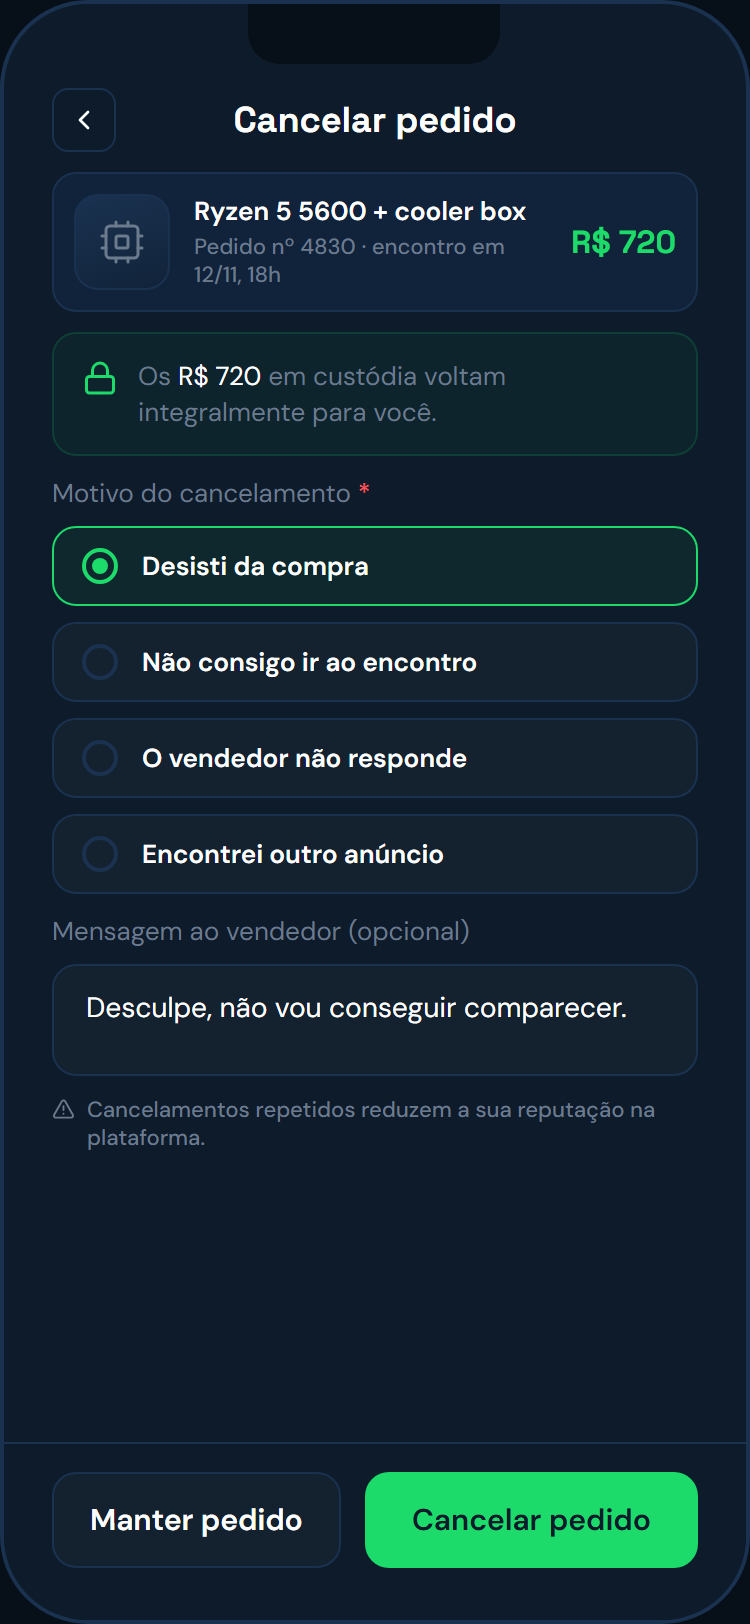 Cancelar pedido
Ryzen 5 5600 + cooler box
Pedido nº 4830 · encontro em
12/11, 18h
R$ 720
Os R$ 720 em custódia voltam
integralmente para você.
Motivo do cancelamento *
Desisti da compra
Não consigo ir ao encontro
O vendedor não responde
Encontrei outro anúncio
Mensagem ao vendedor (opcional)
Desculpe, não vou conseguir comparecer.
Cancelamentos repetidos reduzem a sua reputação na
plataforma.
Manter pedido
Cancelar pedido